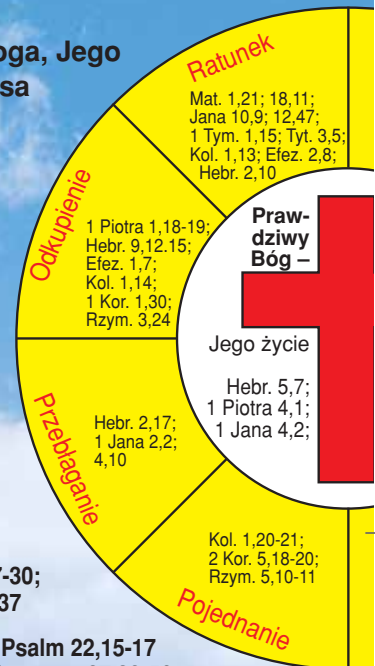 oga, Jego
sa
Ratunek
Mat. 1,21; 18,11;
Jana 10,9; 12,47;
1 Tym. 1,15; Tyt. 3,5;
Kol. 1,13; Efez. 2,8;
Hebr. 2,10
Odkupienie
1 Piotra 1,18-19;
Hebr. 9,12.15;
Efez. 1,7;
Kol. 1,14;
1 Kor. 1,30;
Rzym. 3,24
Praw-
dziwy
Bóg –
Jego życie
Hebr. 5,7;
1 Piotra 4,1;
1 Jana 4,2;
Przebłaganie
Hebr. 2,17;
1 Jana 2,2;
4,10
Kol. 1,20-21;
2 Kor. 5,18-20;
Rzym. 5,10-11
Pojednanie
7-30;
37
Psalm 22,15-17